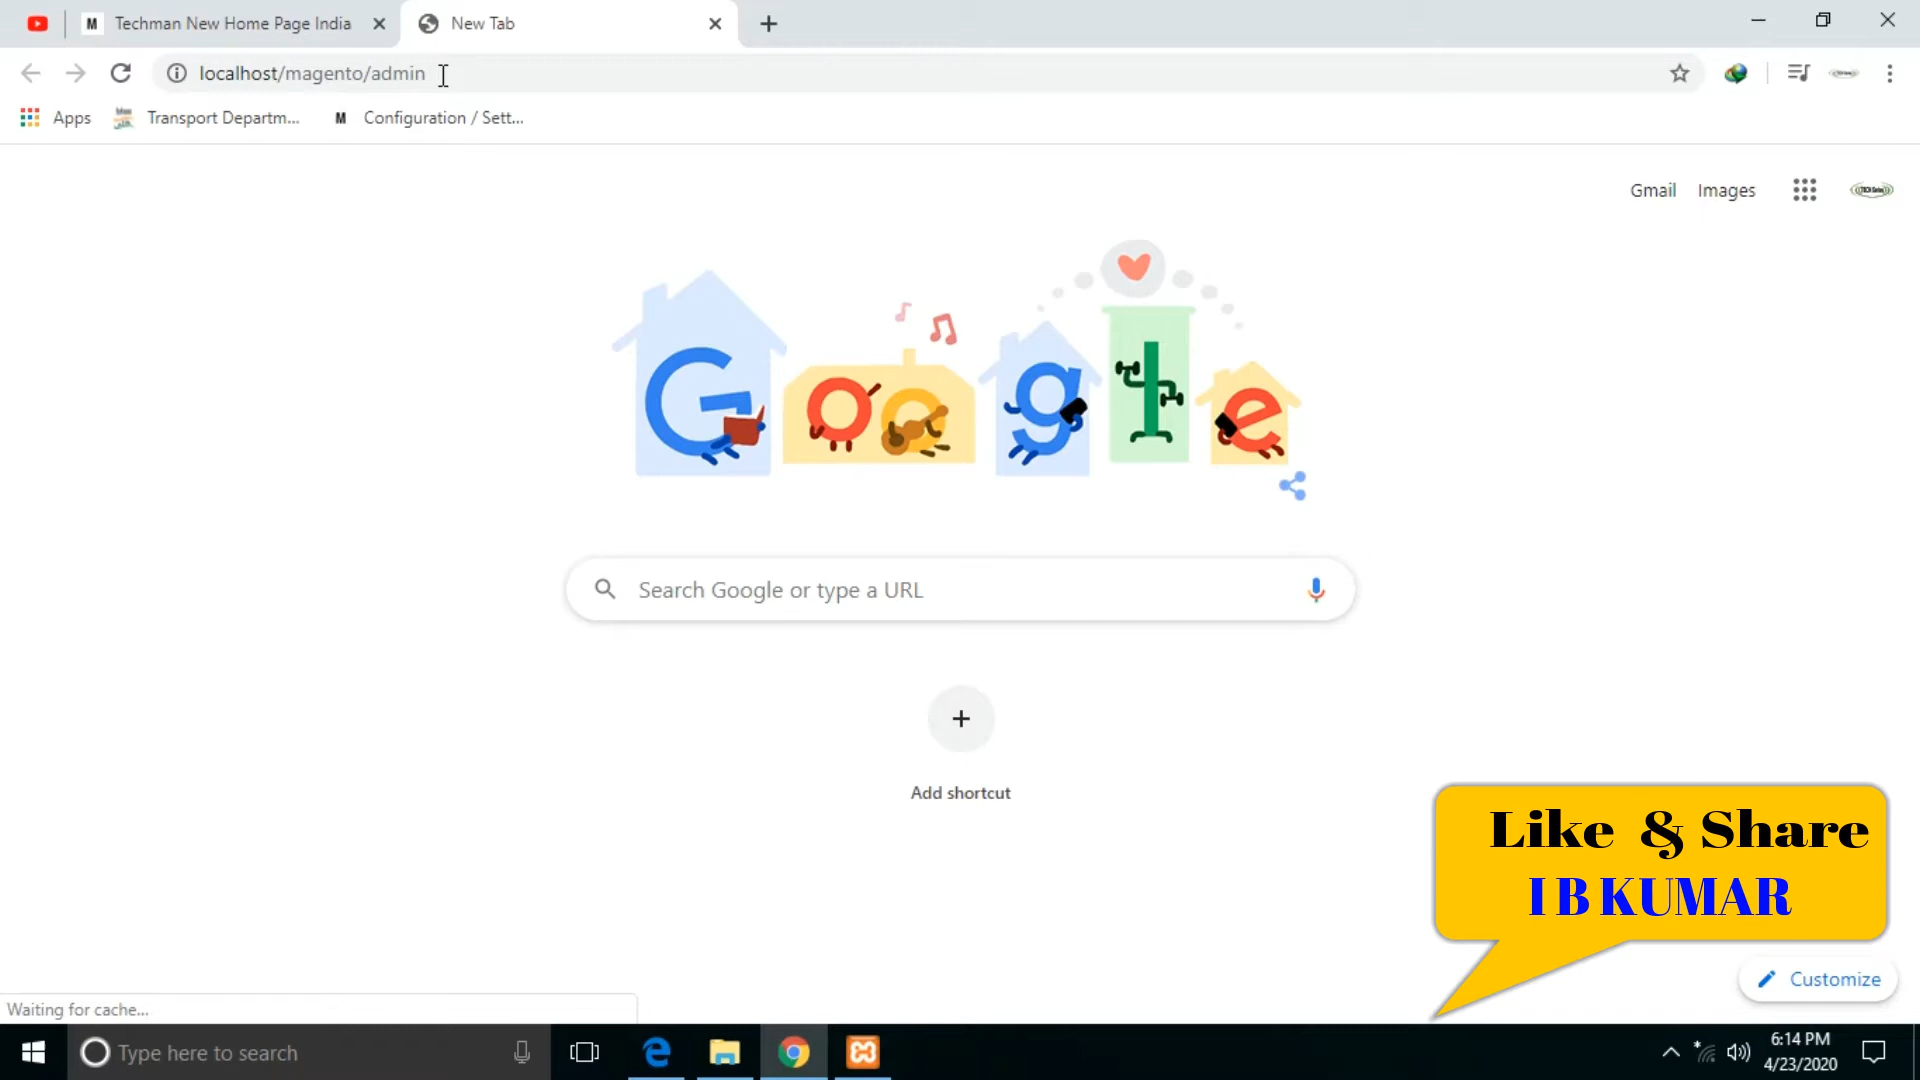 M Techman New Home Page India
New Tab
localhost/magento/admin
Apps
Transport Departm...
M Configuration / Sett...
Gmail
Images
Google
Search Google or type a URL
Add shortcut
Like & Share
I B KUMAR
Customize
Waiting for cache...
Type here to search
6:14 PM
4/23/2020